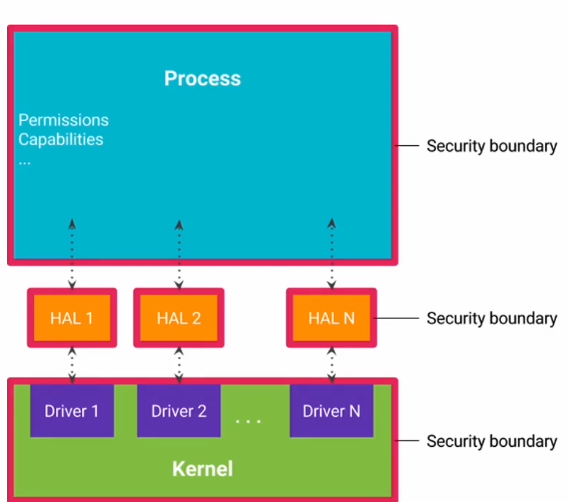 Process
Permissions
Capabilities
...
Security boundary
HAL 1
HAL 2
HAL N
Security boundary
Driver 1
Driver 2
. . .
Driver N
Security boundary
Kernel